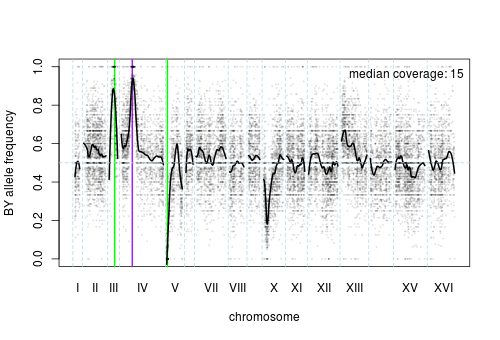 median coverage: 15
BY allele frequency
1.0
0.8
0.6
0.4
0.2
0.0
I II III IV V VII VIII X XI XII XIII XV XVI
chromosome